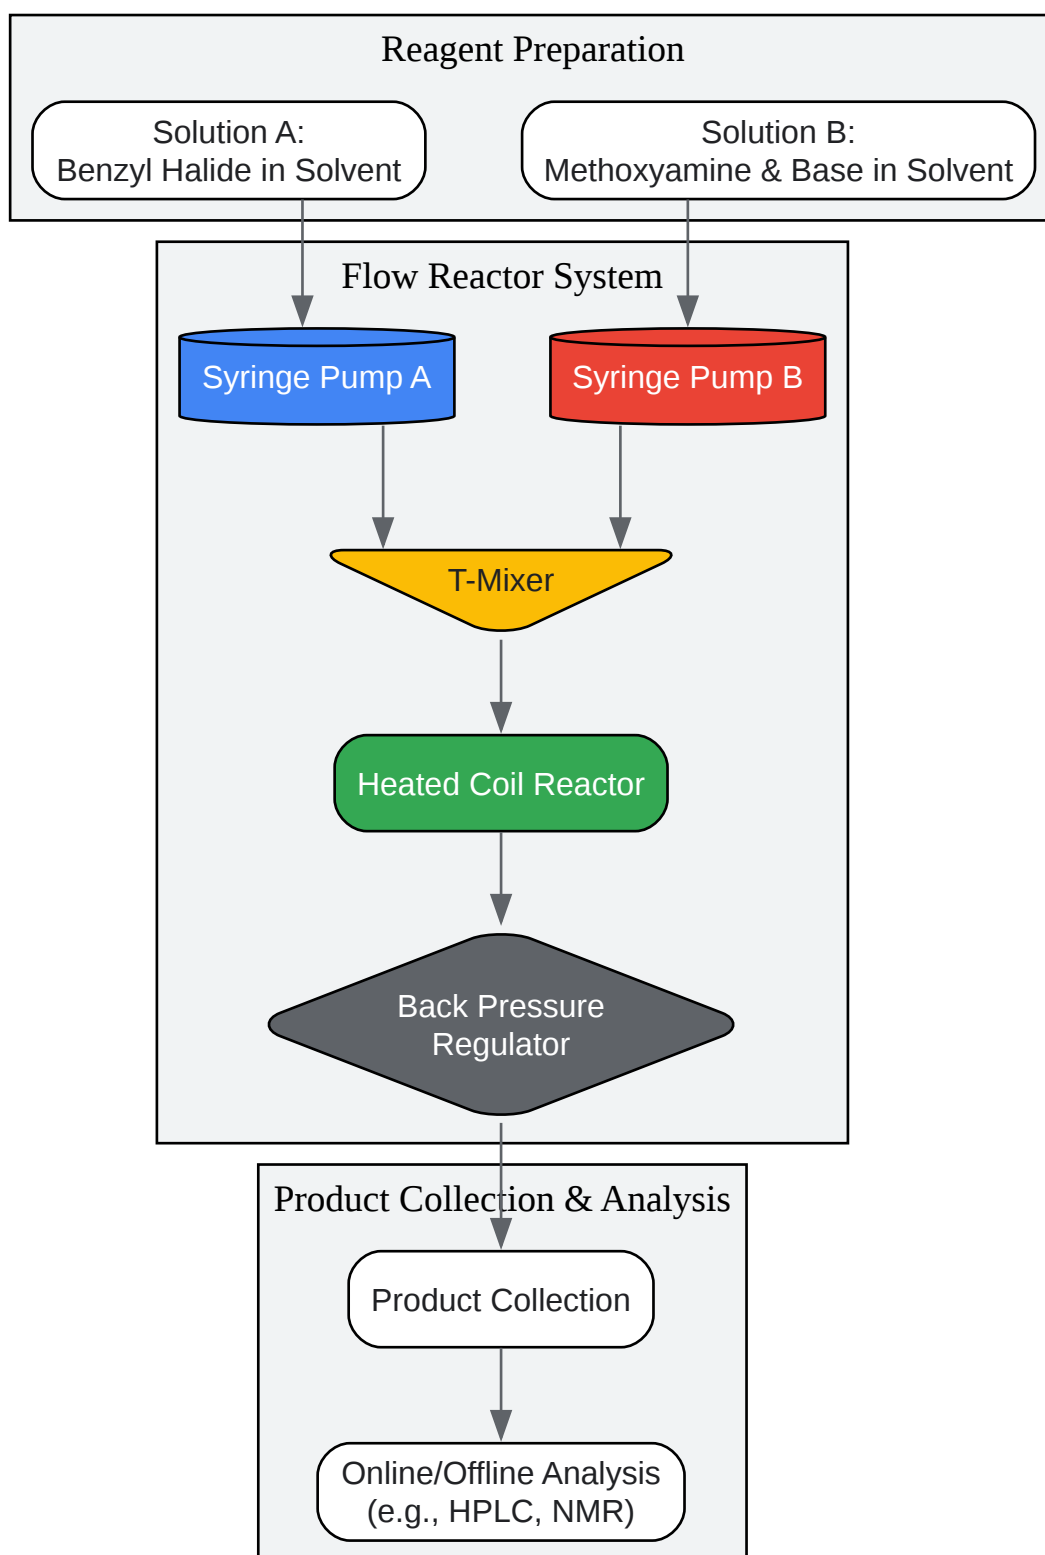 Reagent Preparation
Solution A:
Benzyl Halide in Solvent
Solution B:
Methoxyamine & Base in Solvent
Flow Reactor System
Syringe Pump A
Syringe Pump B
T-Mixer
Heated Coil Reactor
Back Pressure
Regulator
Product Collection & Analysis
Product Collection
Online/Offline Analysis
(e.g., HPLC, NMR)